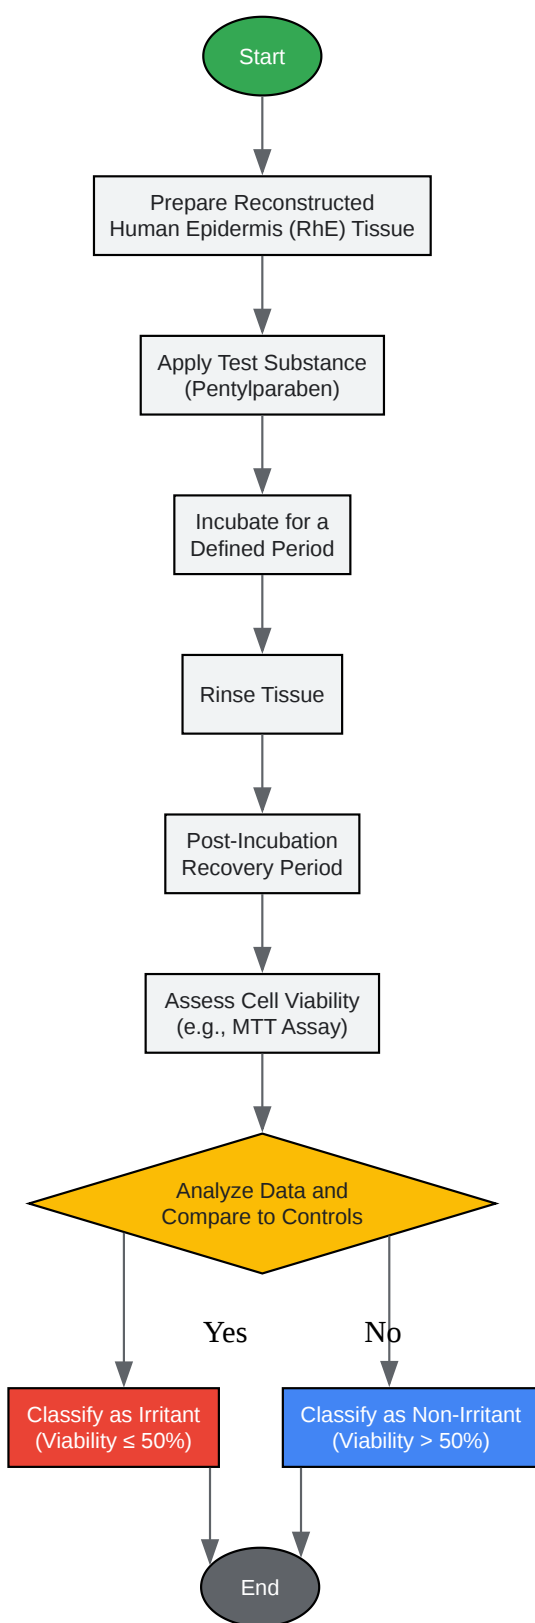 Start
Prepare Reconstructed
Human Epidermis (RhE) Tissue
Apply Test Substance
(Pentylparaben)
Incubate for a
Defined Period
Rinse Tissue
Post-Incubation
Recovery Period
Assess Cell Viability
(e.g., MTT Assay)
Analyze Data and
Compare to Controls
Yes
No
Classify as Irritant
(Viability ≤ 50%)
Classify as Non-Irritant
(Viability > 50%)
End